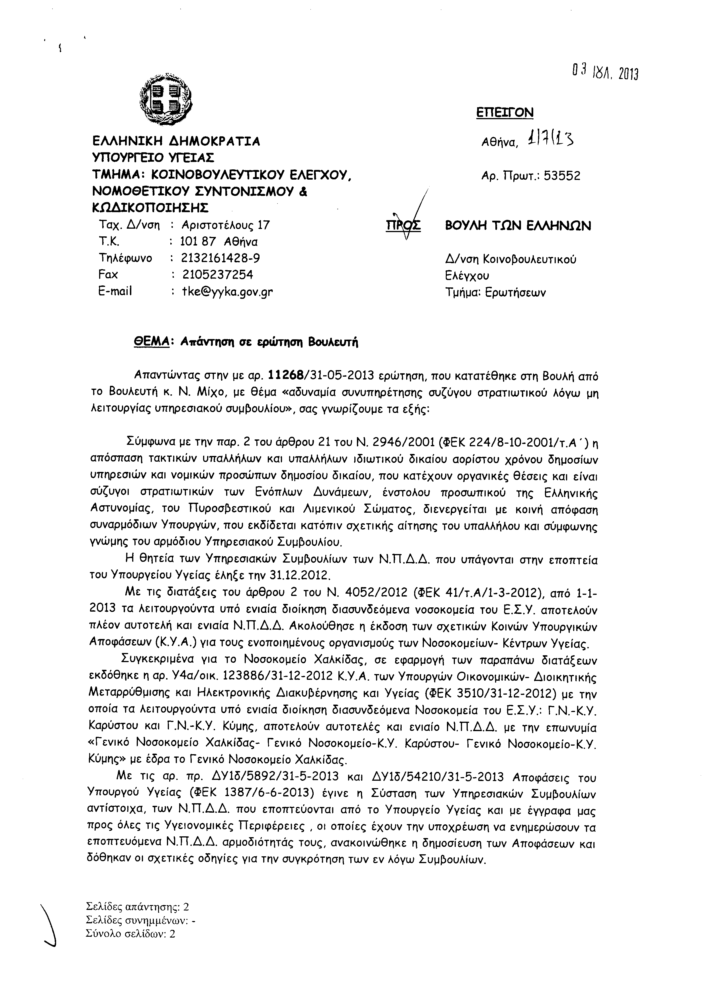 03 ΙΟΥΛ. 2013
ΕΠΕΙΓΟΝ
ΕΛΛΗΝΙΚΗ ΔΗΜΟΚΡΑΤΙΑ
ΥΠΟΥΡΓΕΙΟ ΥΓΕΙΑΣ
ΤΜΗΜΑ: ΚΟΙΝΟΒΟΥΛΕΥΤΙΚΟΥ ΕΛΕΓΧΟΥ,
ΝΟΜΟΘΕΤΙΚΟΥ ΣΥΝΤΟΝΙΣΜΟΥ &
ΚΩΔΙΚΟΠΟΙΗΣΗΣ
Ταχ. Δ/νση : Αριστοτέλους 17
Τ.Κ. : 101 87 Αθήνα
Τηλέφωνο : 2132161428-9
Fax : 2105237254
E-mail : tke@yyka.gov.gr
Αθήνα, 1/7/13
Αρ. Πρωτ.: 53552
ΠΡΟΣ ΒΟΥΛΗ ΤΩΝ ΕΛΛΗΝΩΝ
Δ/νση Κοινοβουλευτικού
Ελέγχου
Τμήμα: Ερωτήσεων
ΘΕΜΑ: Απάντηση σε ερώτηση Βουλευτή
Απαντώντας στην με αρ. 11268/31-05-2013 ερώτηση, που κατατέθηκε στη Βουλή από
το Βουλευτή κ. Ν. Μίχο, με θέμα «αδυναμία συνυπηρέτησης συζύγου στρατιωτικού λόγω μη
λειτουργίας υπηρεσιακού συμβουλίου», σας γνωρίζουμε τα εξής:
Σύμφωνα με την παρ. 2 του άρθρου 21 του Ν. 2946/2001 (ΦΕΚ 224/8-10-2001/τ.Α΄) η
απόσπαση τακτικών υπαλλήλων και υπαλλήλων ιδιωτικού δικαίου αορίστου χρόνου δημοσίων
υπηρεσιών και νομικών προσώπων δημοσίου δικαίου, που κατέχουν οργανικές θέσεις και είναι
σύζυγοι στρατιωτικών των Ενόπλων Δυνάμεων, ένστολου προσωπικού της Ελληνικής
Αστυνομίας, του Πυροσβεστικού και Λιμενικού Σώματος, διενεργείται με κοινή απόφαση
συναρμόδιων Υπουργών, που εκδίδεται κατόπιν σχετικής αίτησης του υπαλλήλου και σύμφωνης
γνώμης του αρμόδιου Υπηρεσιακού Συμβουλίου.
Η θητεία των Υπηρεσιακών Συμβουλίων των Ν.Π.Δ.Δ. που υπάγονται στην εποπτεία
του Υπουργείου Υγείας έληξε την 31.12.2012.
Με τις διατάξεις του άρθρου 2 του Ν. 4052/2012 (ΦΕΚ 41/τ.Α/1-3-2012), από 1-1-
2013 τα λειτουργούντα υπό ενιαία διοίκηση διασυνδεόμενα νοσοκομεία του Ε.Σ.Υ. αποτελούν
πλέον αυτοτελή και ενιαία Ν.Π.Δ.Δ. Ακολούθησε η έκδοση των σχετικών Κοινών Υπουργικών
Αποφάσεων (Κ.Υ.Α.) για τους ενοποιημένους οργανισμούς των Νοσοκομείων- Κέντρων Υγείας.
Συγκεκριμένα για το Νοσοκομείο Χαλκίδας, σε εφαρμογή των παραπάνω διατάξεων
εκδόθηκε η αρ. Υ4α/οικ. 123886/31-12-2012 Κ.Υ.Α. των Υπουργών Οικονομικών- Διοικητικής
Μεταρρύθμισης και Ηλεκτρονικής Διακυβέρνησης και Υγείας (ΦΕΚ 3510/31-12-2012) με την
οποία τα λειτουργούντα υπό ενιαία διοίκηση διασυνδεόμενα Νοσοκομεία του Ε.Σ.Υ.: Γ.Ν.-Κ.Υ.
Καρύστου και Γ.Ν.-Κ.Υ. Κύμης, αποτελούν αυτοτελές και ενιαίο Ν.Π.Δ.Δ. με την επωνυμία
«Γενικό Νοσοκομείο Χαλκίδας- Γενικό Νοσοκομείο-Κ.Υ. Καρύστου- Γενικό Νοσοκομείο-Κ.Υ.
Κύμης» με έδρα το Γενικό Νοσοκομείο Χαλκίδας.
Με τις αρ. πρ. ΔΥ1δ/5892/31-5-2013 και ΔΥ1δ/54210/31-5-2013 Αποφάσεις του
Υπουργού Υγείας (ΦΕΚ 1387/6-6-2013) έγινε η Σύσταση των Υπηρεσιακών Συμβουλίων
αντίστοιχα, των Ν.Π.Δ.Δ. που εποπτεύονται από το Υπουργείο Υγείας και με έγγραφα μας
προς όλες τις Υγειονομικές Περιφέρειες , οι οποίες έχουν την υποχρέωση να ενημερώσουν τα
εποπτευόμενα Ν.Π.Δ.Δ. αρμοδιότητάς τους, ανακοινώθηκε η δημοσίευση των Αποφάσεων και
δόθηκαν οι σχετικές οδηγίες για την συγκρότηση των εν λόγω Συμβουλίων.
Σελίδες απάντησης: 2
Σελίδες συνημμένων: -
Σύνολο σελίδων: 2